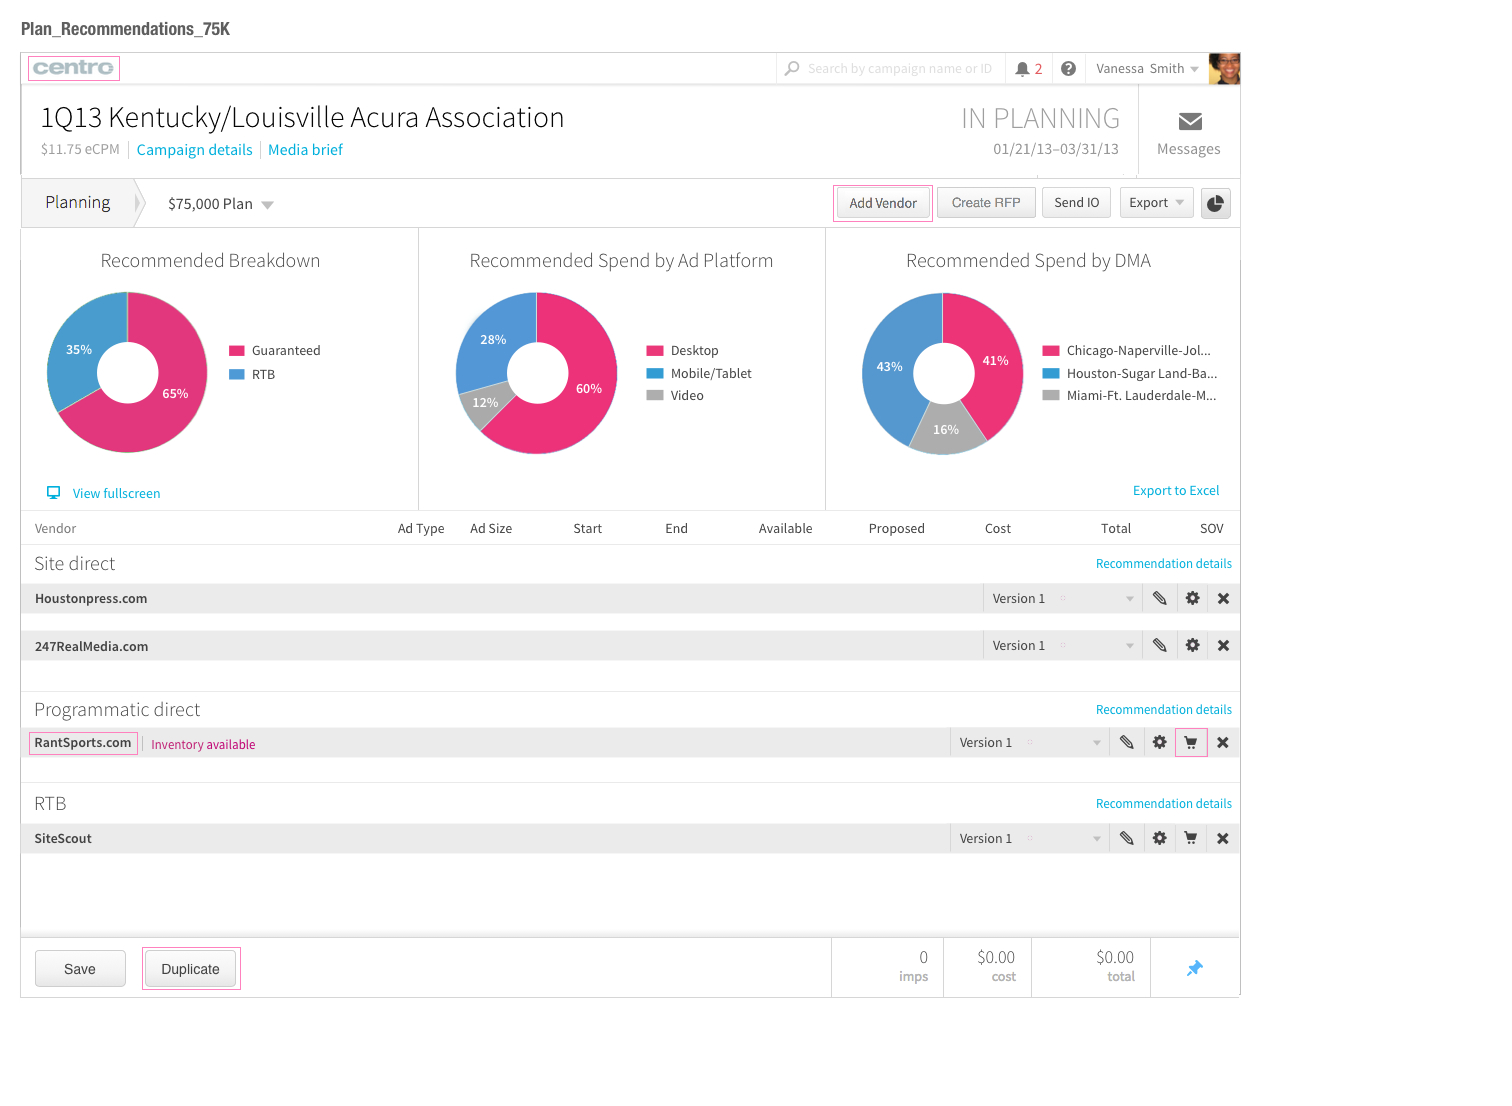 Plan_Recommendations_75K
centro
Search by campaign name or ID
2
?
Vanessa Smith
1Q13 Kentucky/Louisville Acura Association
IN PLANNING
$11.75 eCPM
Campaign details
Media brief
01/21/13–03/31/13
Messages
Planning
$75,000 Plan
Add Vendor
Create RFP
Send IO
Export
Recommended Breakdown
35%
65%
Guaranteed
RTB
View fullscreen
Recommended Spend by Ad Platform
28%
12%
60%
Desktop
Mobile/Tablet
Video
Recommended Spend by DMA
43%
41%
16%
Chicago-Naperville-Jol...
Houston-Sugar Land-Ba...
Miami-Ft. Lauderdale-M...
Export to Excel
Vendor Ad Type Ad Size Start End Available Proposed Cost Total SOV
Site direct
Recommendation details
Houstonpress.com
Version 1
247RealMedia.com
Version 1
Programmatic direct
Recommendation details
RantSports.com
Inventory available
Version 1
RTB
Recommendation details
SiteScout
Version 1
Save
Duplicate
0
imps
$0.00
cost
$0.00
total